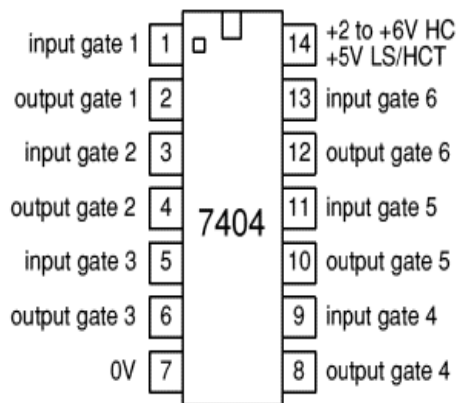 input gate 1 1
output gate 1 2
input gate 2 3
output gate 2 4
input gate 3 5
output gate 3 6
0V 7
7404
14 +2 to +6V HC
+5V LS/HCT
13 input gate 6
12 output gate 6
11 input gate 5
10 output gate 5
9 input gate 4
8 output gate 4